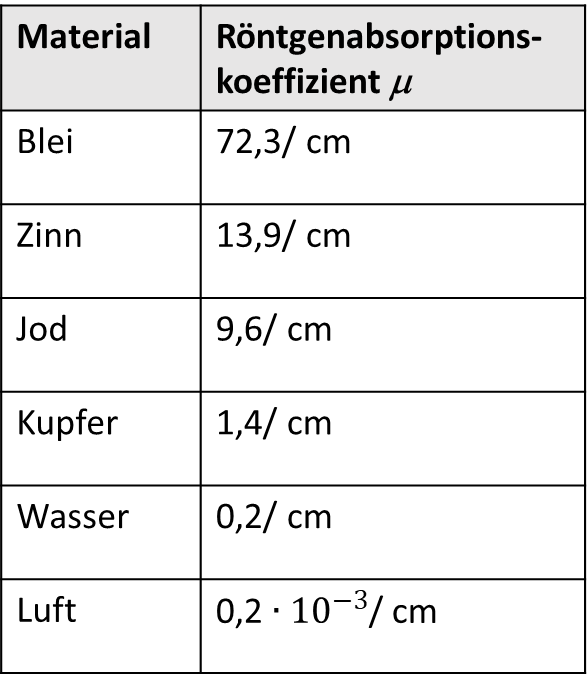 Material
Röntgenabsorptions-
koeffizient μ
Blei
72,3/ cm
Zinn
13,9/ cm
Jod
9,6/ cm
Kupfer
1,4/ cm
Wasser
0,2/ cm
Luft
0,2 · 10⁻³/ cm